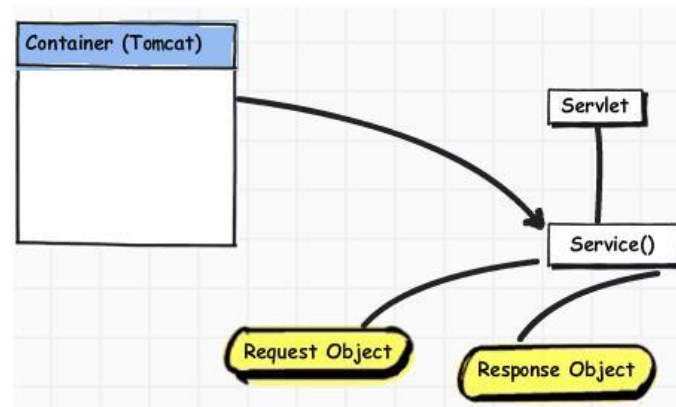 Container (Tomcat)
Servlet
Service()
Request Object
Response Object